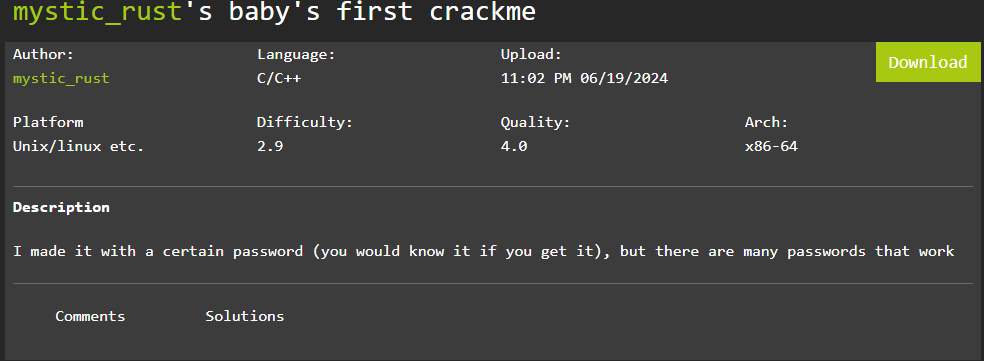 mystic_rust's baby's first crackme
Author: Language: Upload: Download
mystic_rust C/C++ 11:02 PM 06/19/2024
Platform Difficulty: Quality: Arch:
Unix/linux etc. 2.9 4.0 x86-64
Description
I made it with a certain password (you would know it if you get it), but there are many passwords that work
Comments Solutions